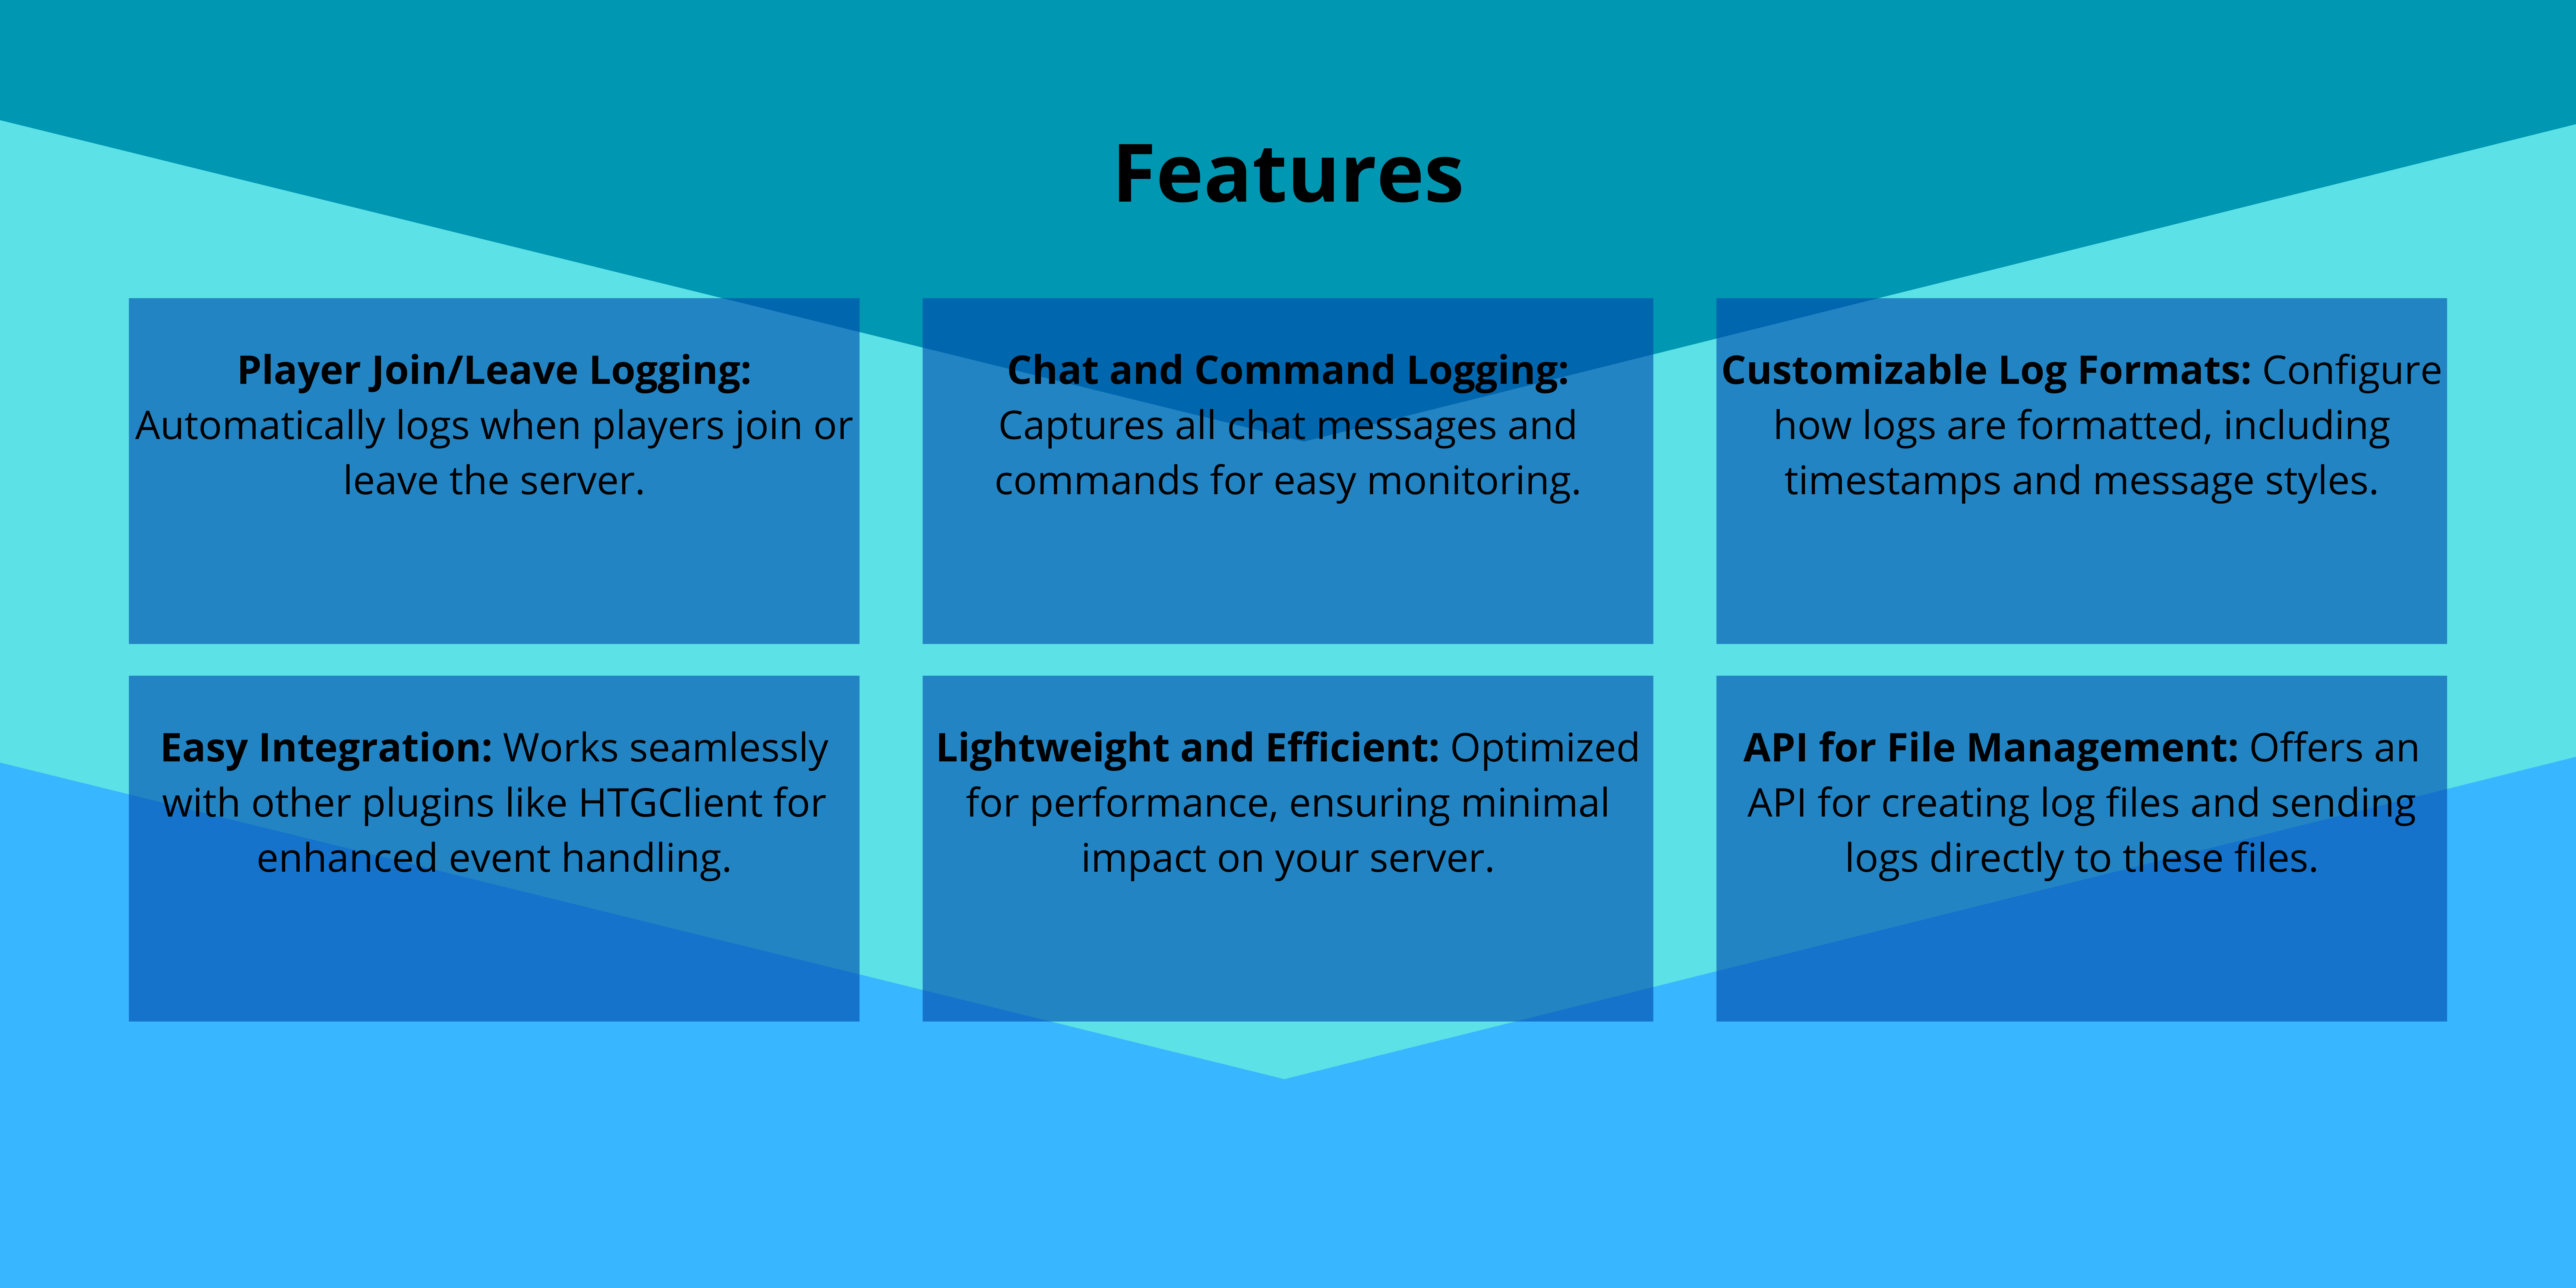 Features
Player Join/Leave Logging:
Automatically logs when players join or
leave the server.
Chat and Command Logging:
Captures all chat messages and
commands for easy monitoring.
Customizable Log Formats: Configure
how logs are formatted, including
timestamps and message styles.
Easy Integration: Works seamlessly
with other plugins like HTGClient for
enhanced event handling.
Lightweight and Efficient: Optimized
for performance, ensuring minimal
impact on your server.
API for File Management: Offers an
API for creating log files and sending
logs directly to these files.